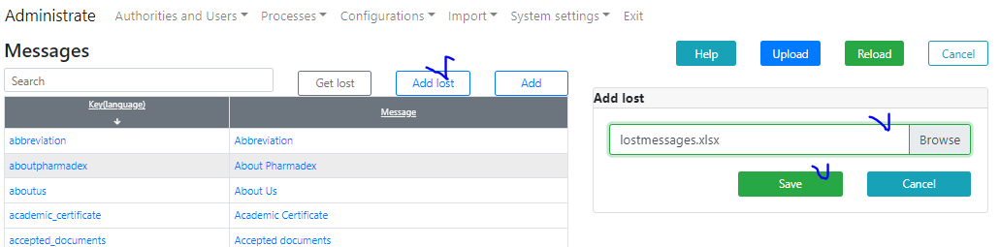 Administrate Authorities and Users Processes Configurations Import System settings Exit
Messages
Help Upload Reload Cancel
Search Get lost Add lost Add
Add lost
Key(language) Message
lostmessages.xlsx Browse
abbreviation Abbreviation
aboutpharmadex About Pharmadex
Save Cancel
aboutus About Us
academic_certificate Academic Certificate
accepted_documents Accepted documents